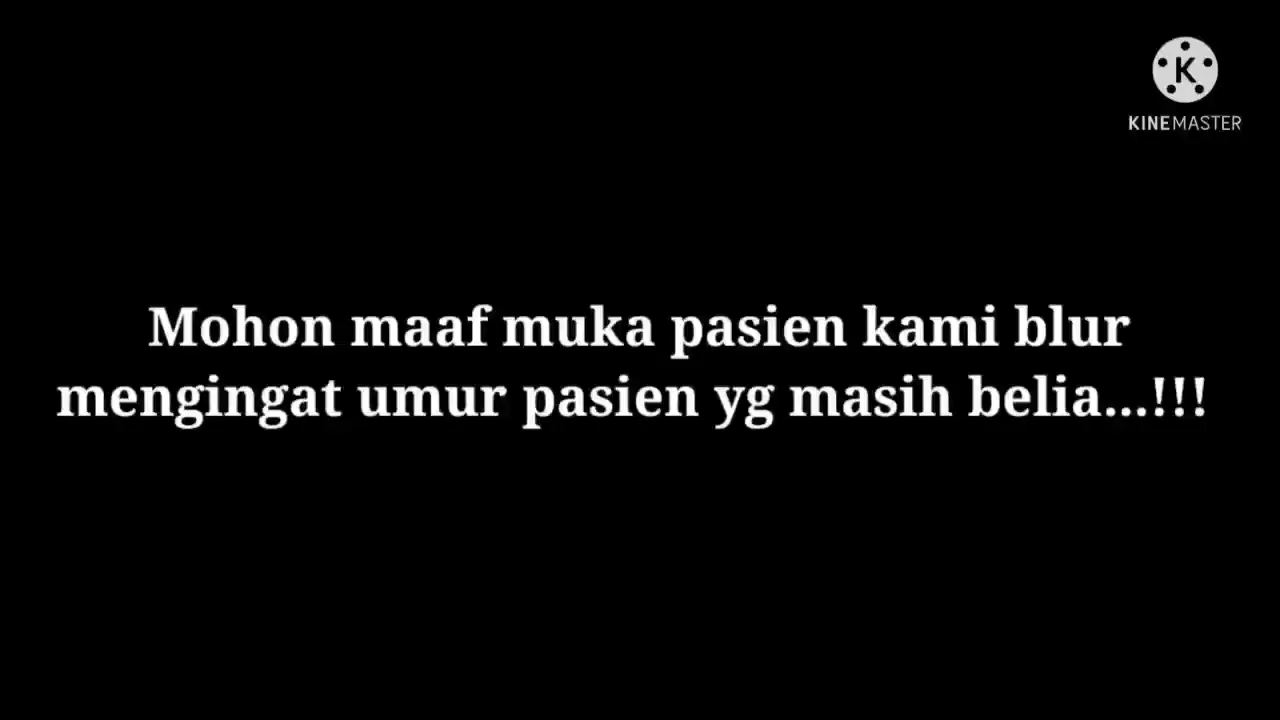 K
KINEMASTER
Mohon maaf muka pasien kami blur
mengingat umur pasien yg masih belia...!!!